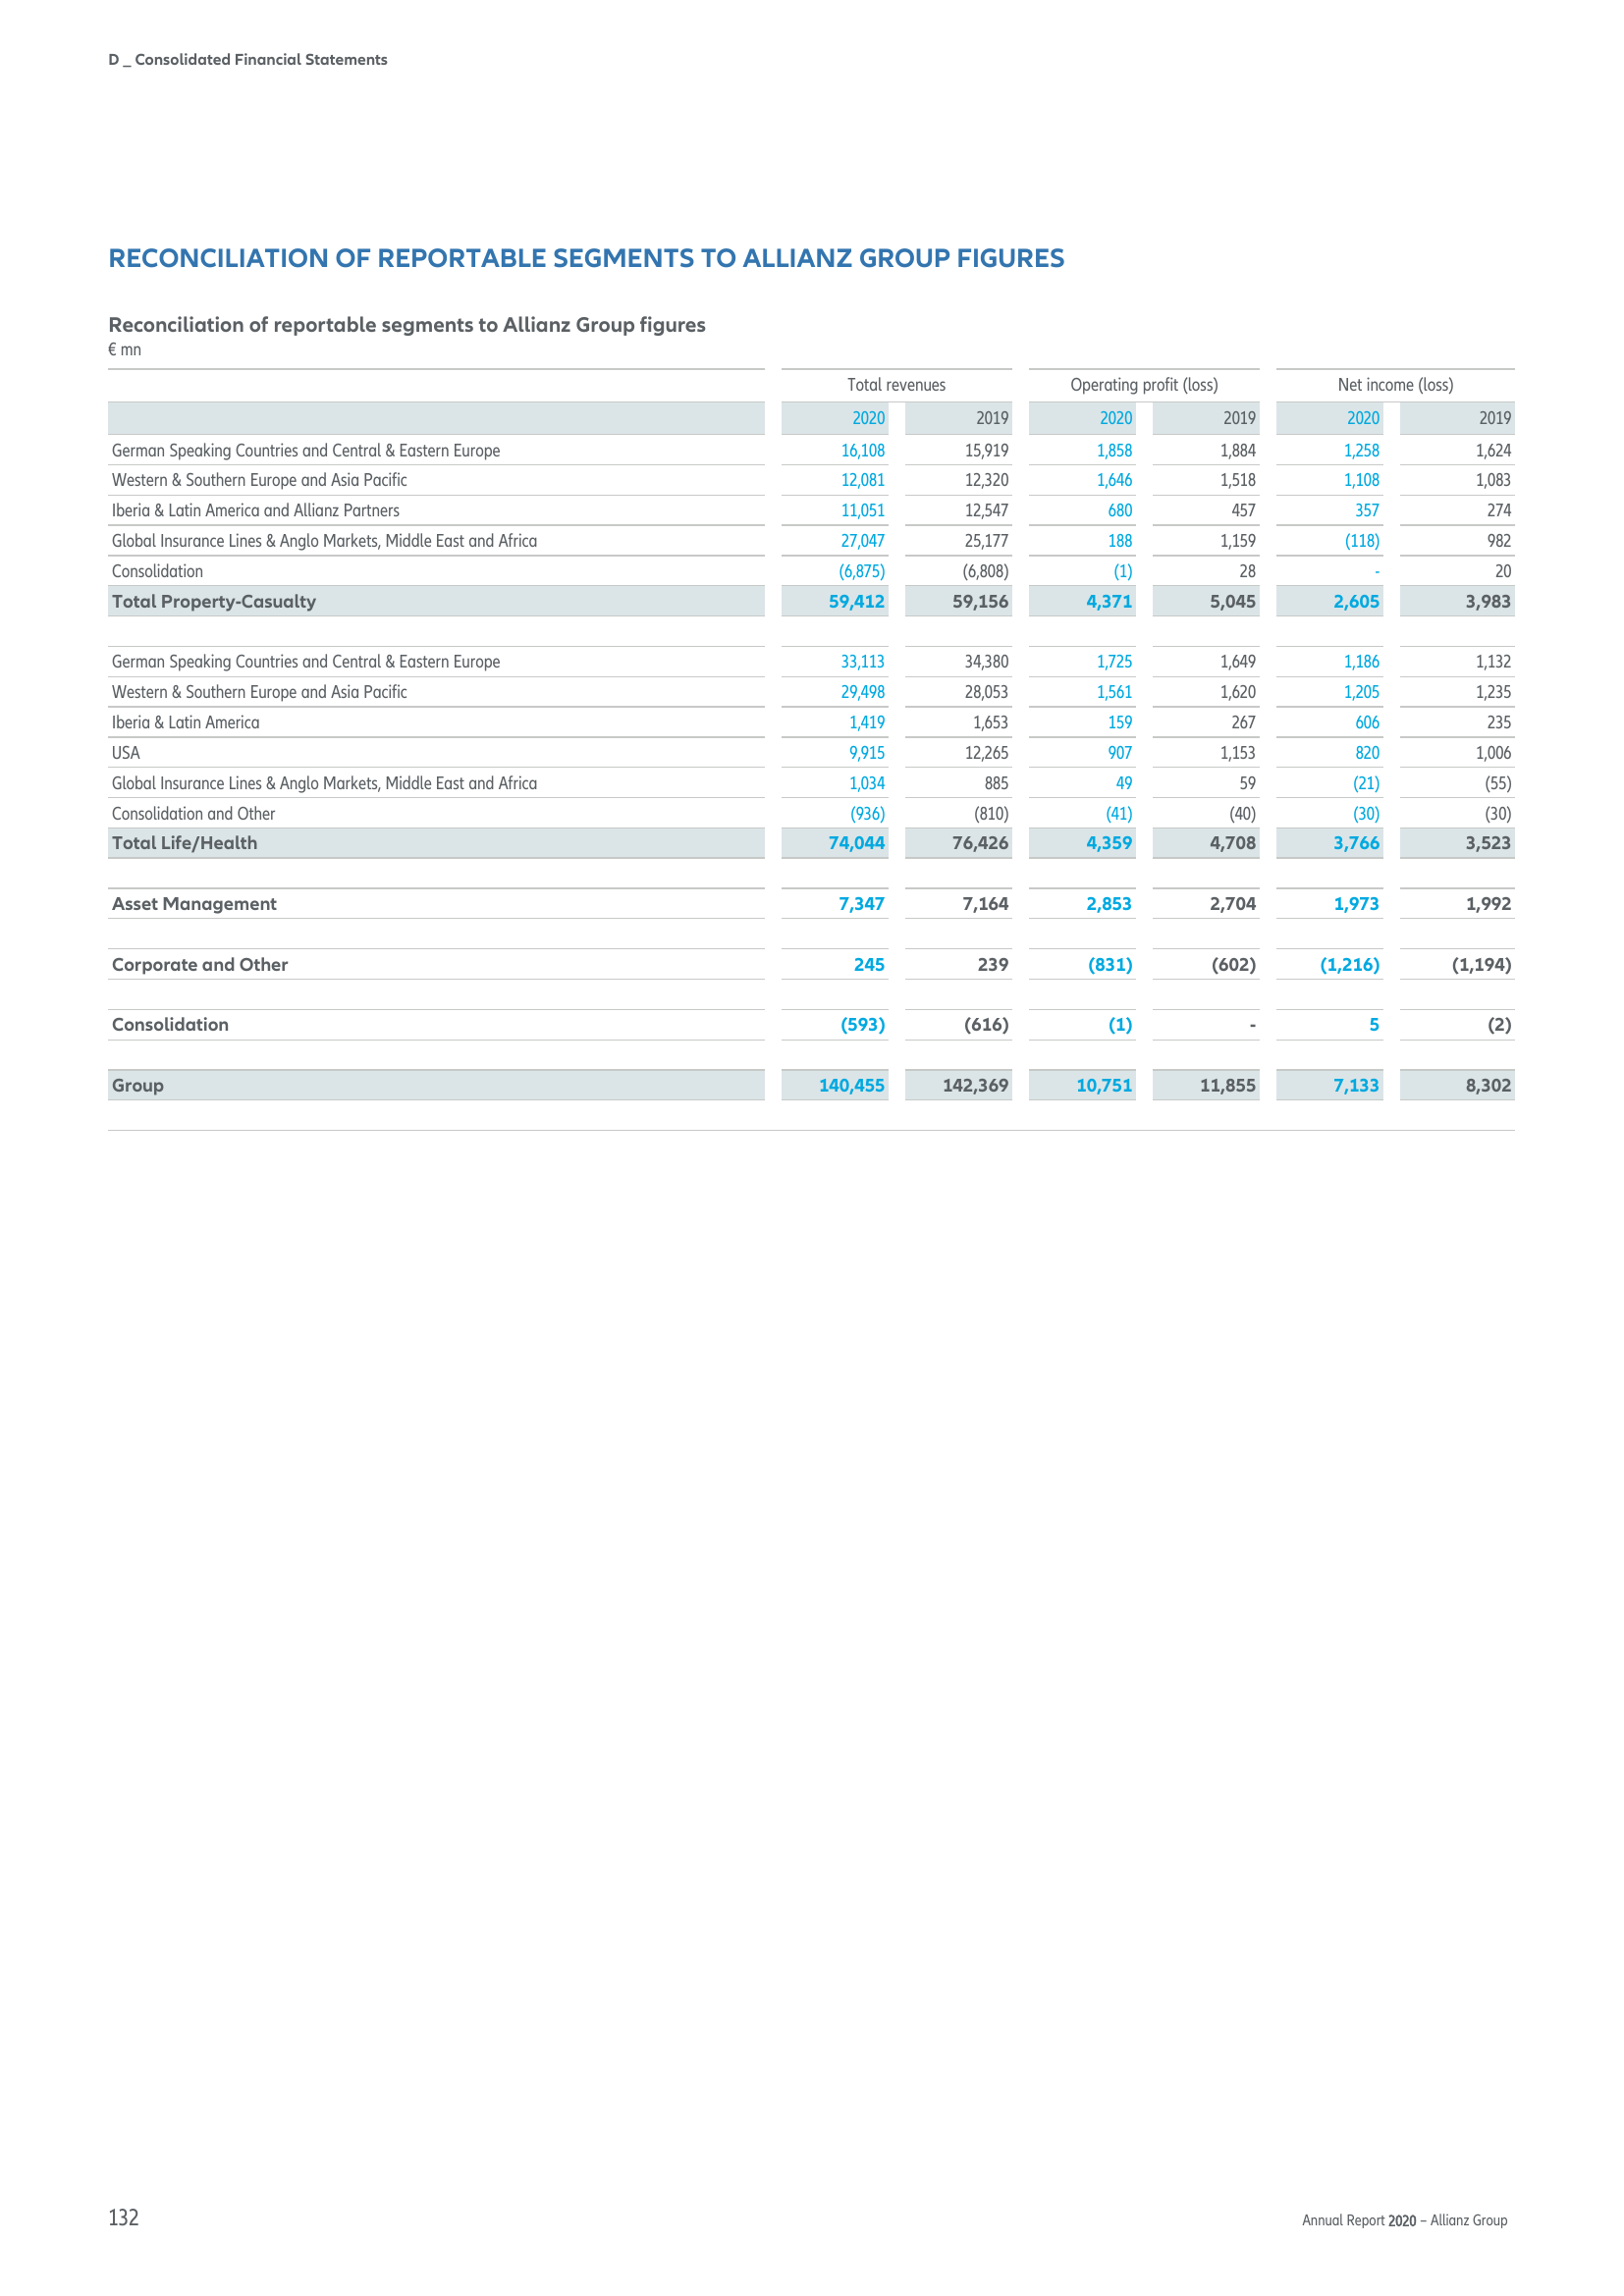 D _ Consolidated Financial Statements
RECONCILIATION OF REPORTABLE SEGMENTS TO ALLIANZ GROUP FIGURES
Reconciliation of reportable segments to Allianz Group figures
€ mn
Total revenues Operating profit (loss) Net income (loss)
2020 2019 2020 2019 2020 2019
German Speaking Countries and Central & Eastern Europe 16,108 15,919 1,858 1,884 1,258 1,624
Western & Southern Europe and Asia Pacific 12,081 12,320 1,646 1,518 1,108 1,083
Iberia & Latin America and Allianz Partners 11,051 12,547 680 457 357 274
Global Insurance Lines & Anglo Markets, Middle East and Africa 27,047 25,177 188 1,159 (118) 982
Consolidation (6,875) (6,808) (1) 28 - 20
Total Property-Casualty 59,412 59,156 4,371 5,045 2,605 3,983
German Speaking Countries and Central & Eastern Europe 33,113 34,380 1,725 1,649 1,186 1,132
Western & Southern Europe and Asia Pacific 29,498 28,053 1,561 1,620 1,205 1,235
Iberia & Latin America 1,419 1,653 159 267 606 235
USA 9,915 12,265 907 1,153 820 1,006
Global Insurance Lines & Anglo Markets, Middle East and Africa 1,034 885 49 59 (21) (55)
Consolidation and Other (936) (810) (41) (40) (30) (30)
Total Life/Health 74,044 76,426 4,359 4,708 3,766 3,523
Asset Management 7,347 7,164 2,853 2,704 1,973 1,992
Corporate and Other 245 239 (831) (602) (1,216) (1,194)
Consolidation (593) (616) (1) - 5 (2)
Group 140,455 142,369 10,751 11,855 7,133 8,302
132
Annual Report 2020 – Allianz Group